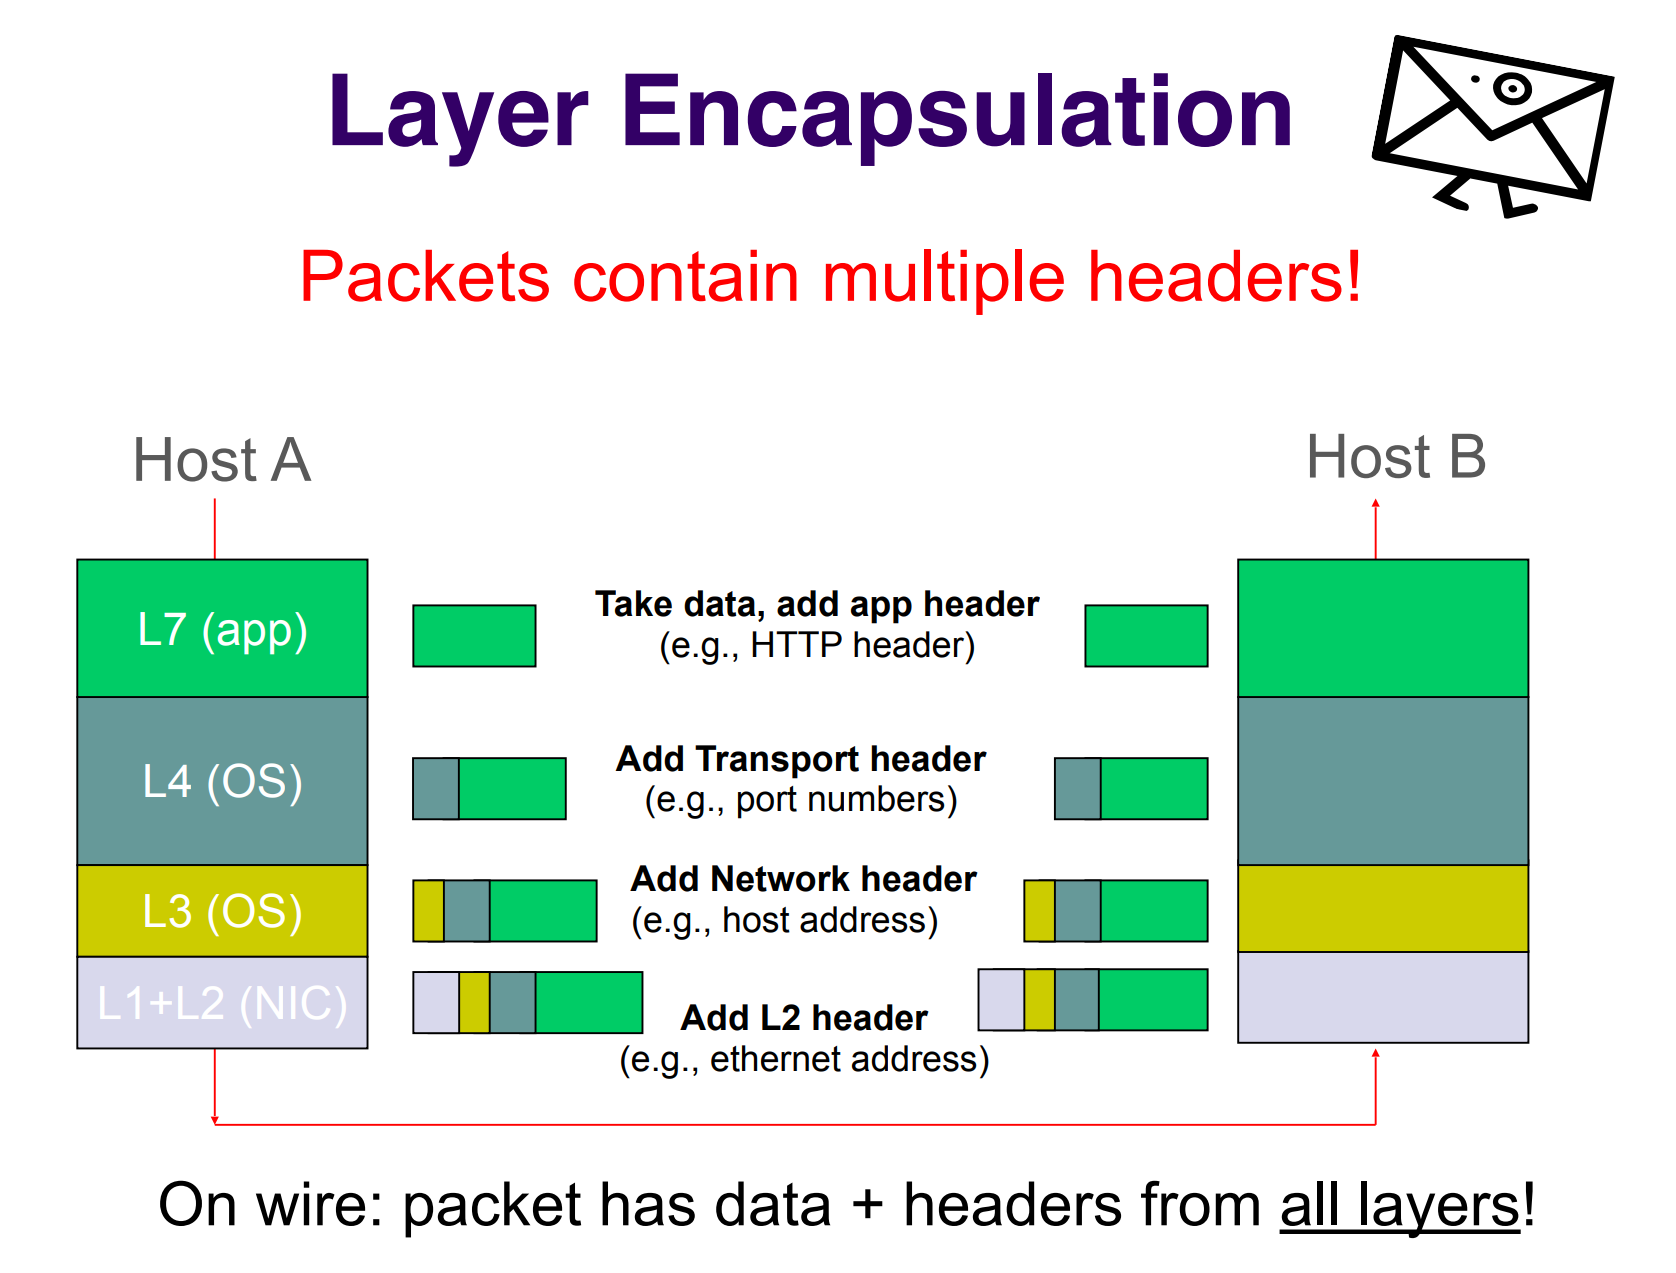 Layer Encapsulation
Packets contain multiple headers!
Host A
Host B
L7 (app)
Take data, add app header
(e.g., HTTP header)
L4 (OS)
Add Transport header
(e.g., port numbers)
L3 (OS)
Add Network header
(e.g., host address)
L1+L2 (NIC)
Add L2 header
(e.g., ethernet address)
On wire: packet has data + headers from all layers!